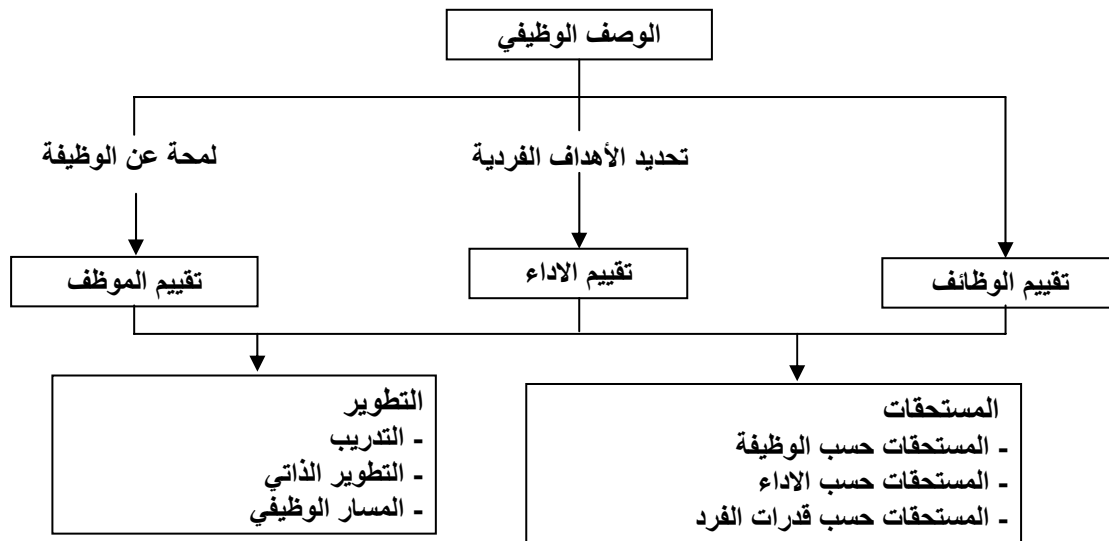 الوصف الوظيفي
تحديد الأهداف الفردية
لمحة عن الوظيفة
تقييم الوظائف
تقييم الاداء
تقييم الموظف
المستحقات
- المستحقات حسب الوظيفة
- المستحقات حسب الاداء
- المستحقات حسب قدرات الفرد
التطوير
- التدريب
- التطوير الذاتي
- المسار الوظيفي